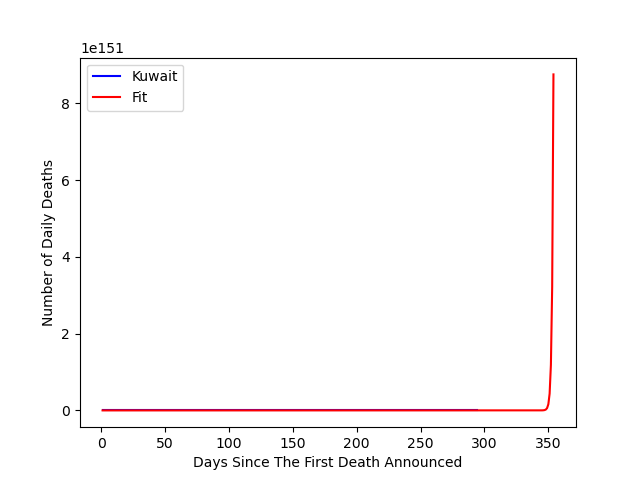 1e151
Kuwait
Fit
8
6
4
2
0
Number of Daily Deaths
0 50 100 150 200 250 300 350
Days Since The First Death Announced